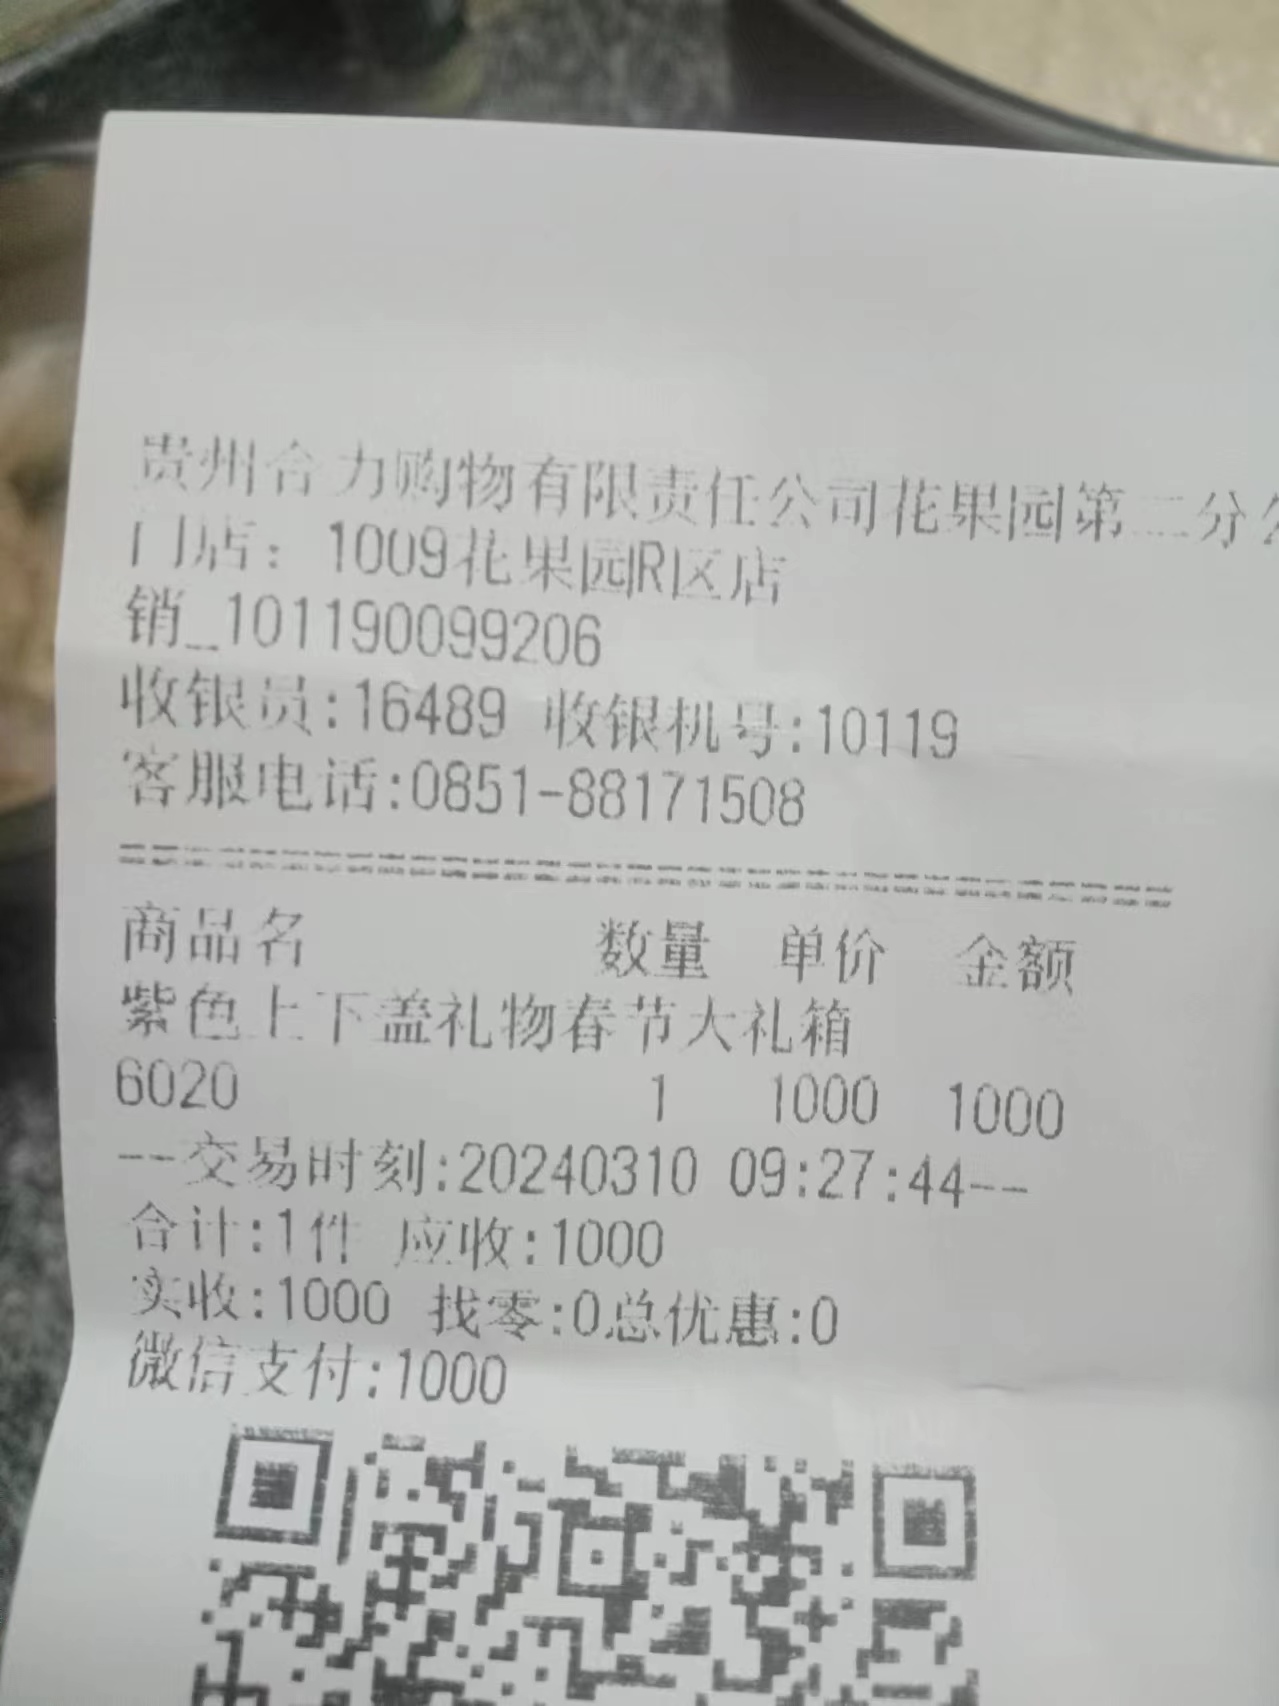 贵州合力购物有限责任公司花果园第二分公
门店：1009花果园R区店
销_101190099206
收银员:16489 收银机号:10119
客服电话:0851-88171508
商品名 数量 单价 金额
紫色上下盖礼物春节大礼箱
6020 1 1000 1000
--交易时刻:20240310 09:27:44--
合计:1件 应收:1000
实收:1000 找零:0总优惠:0
微信支付:1000